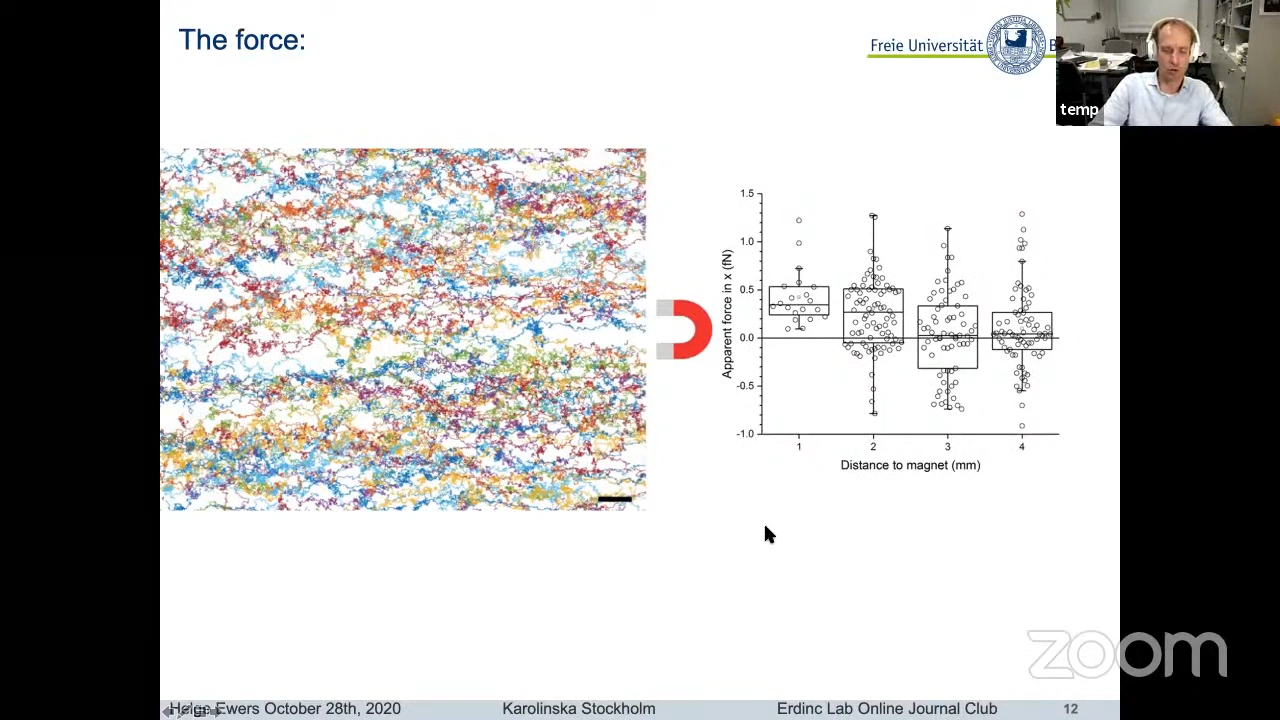 The force:
Freie Universität
B
temp
1.5
1.0
0.5
0.0
-0.5
-1.0
Apparent force in x (fN)
1 2 3 4
Distance to magnet (mm)
zoom
Helge Ewers October 28th, 2020 Karolinska Stockholm Erdinc Lab Online Journal Club 12